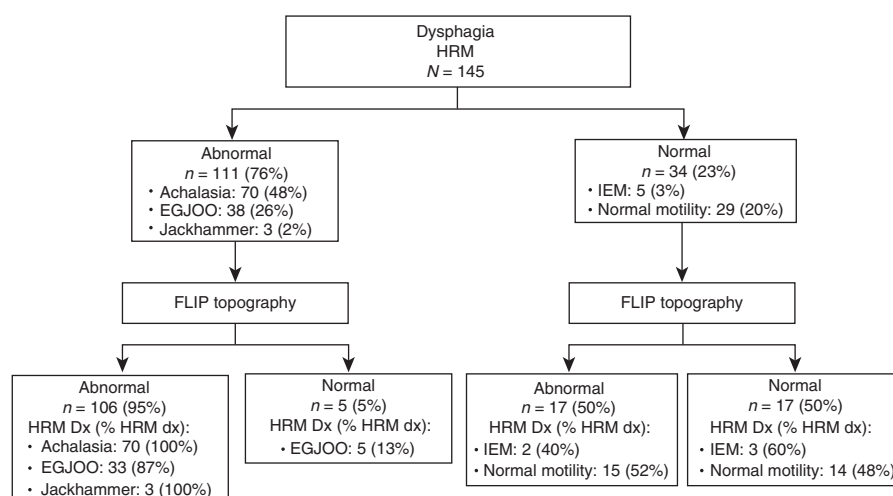 Dysphagia
HRM
N = 145
Abnormal
n = 111 (76%)
• Achalasia: 70 (48%)
• EGJOO: 38 (26%)
• Jackhammer: 3 (2%)
Normal
n = 34 (23%)
• IEM: 5 (3%)
• Normal motility: 29 (20%)
FLIP topography
FLIP topography
Abnormal
n = 106 (95%)
HRM Dx (% HRM dx):
• Achalasia: 70 (100%)
• EGJOO: 33 (87%)
• Jackhammer: 3 (100%)
Normal
n = 5 (5%)
HRM Dx (% HRM dx):
• EGJOO: 5 (13%)
Abnormal
n = 17 (50%)
HRM Dx (% HRM dx):
• IEM: 2 (40%)
• Normal motility: 15 (52%)
Normal
n = 17 (50%)
HRM Dx (% HRM dx):
• IEM: 3 (60%)
• Normal motility: 14 (48%)